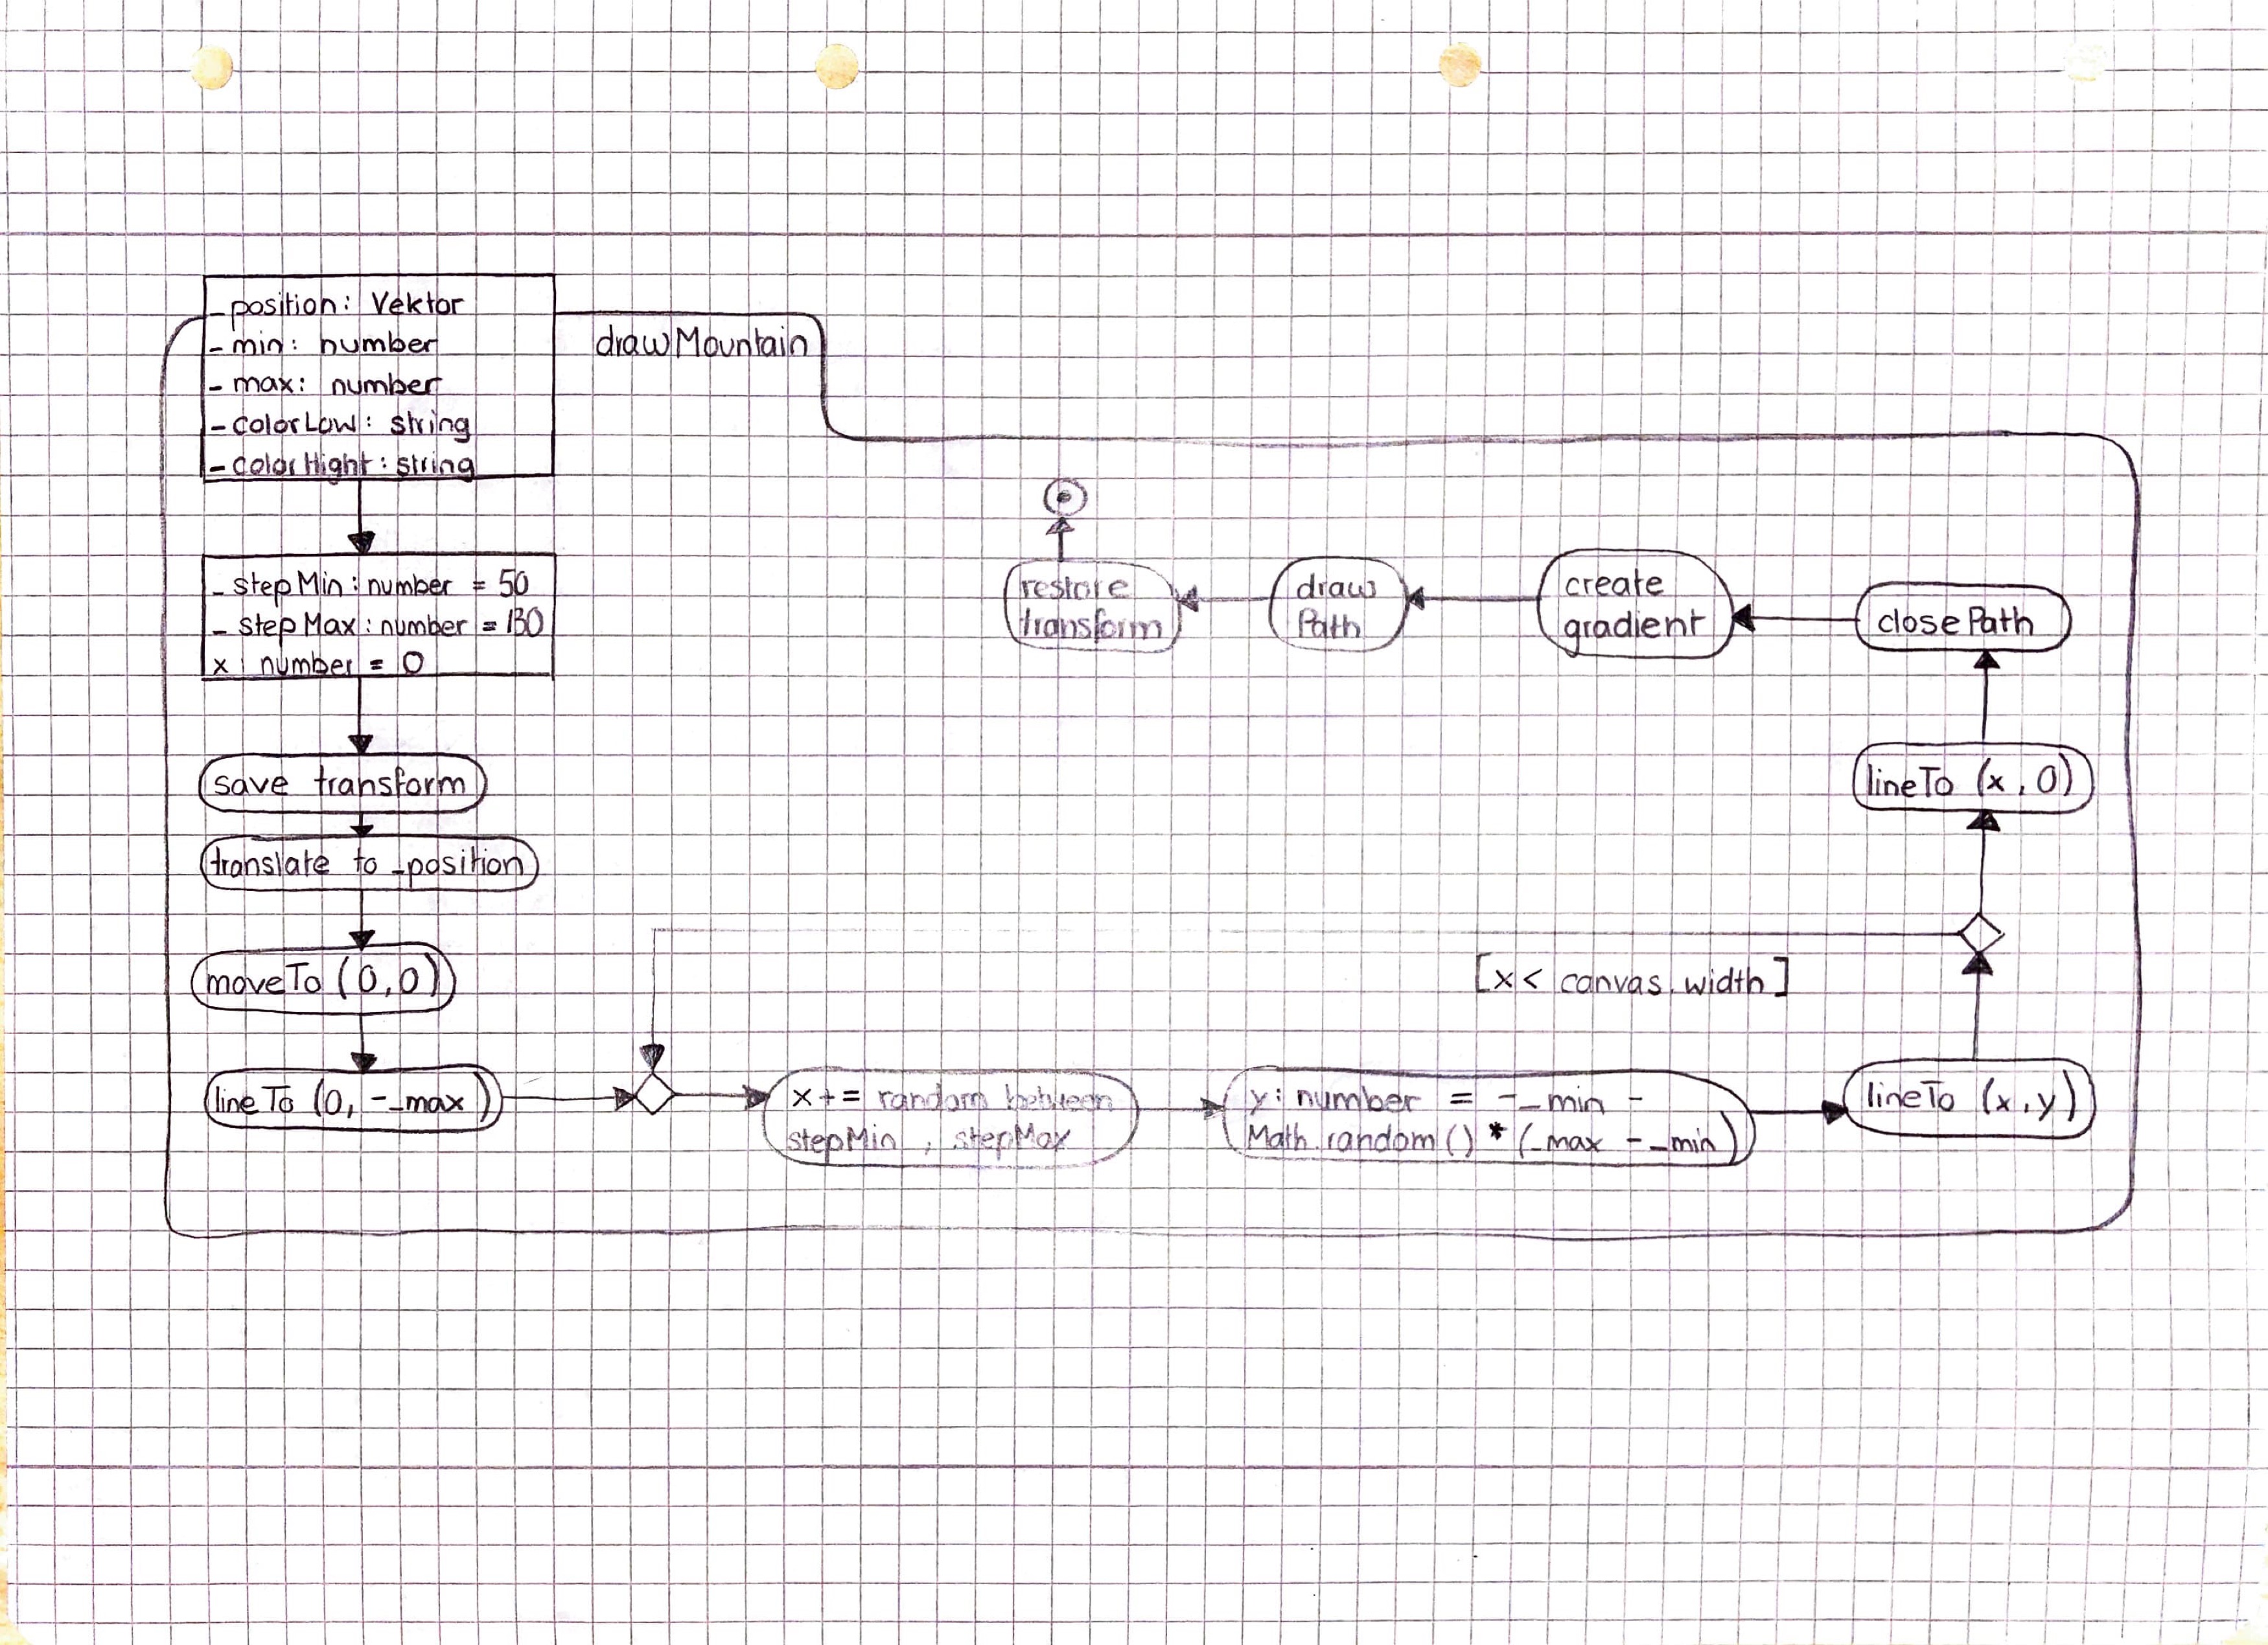 _position: Vektor
_min: number
_max: number
_colorLow: string
_colorHight: string
drawMountain
_stepMin: number = 50
_stepMax: number = 130
x: number = 0
save transform
translate to _position
moveTo (0,0)
lineTo (0, -_max)
x += random between
stepMin , stepMax
y: number = -_min -
Math.random() * (_max - _min)
lineTo (x,y)
[x < canvas.width]
lineTo (x,0)
closePath
create
gradient
draw
Path
restore
transform